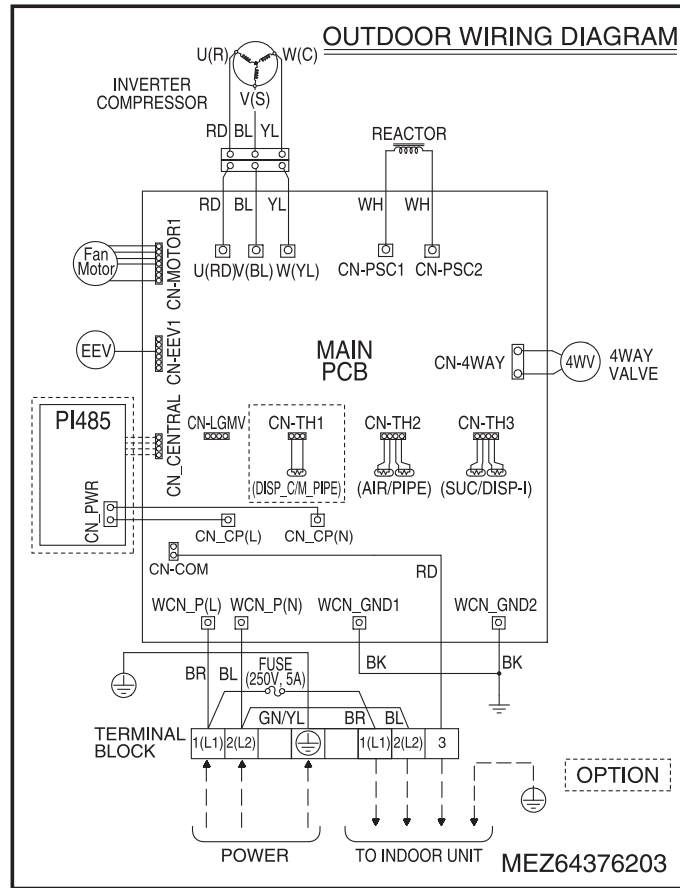 OUTDOOR WIRING DIAGRAM
U(R) W(C)
INVERTER
COMPRESSOR
V(S)
RD BL YL
REACTOR
RD BL YL
WH WH
Fan
Motor
CN-MOTOR1
U(RD) V(BL) W(YL)
CN-PSC1 CN-PSC2
EEV
CN-EEV1
MAIN
PCB
CN-4WAY
4WV
4WAY
VALVE
PI485
CN_CENTRAL
CN-LGMV
CN-TH1
CN-TH2
CN-TH3
(DISP_C/M_PIPE)
(AIR/PIPE)
(SUC/DISP-I)
CN_PWR
CN_CP(L)
CN_CP(N)
CN-COM
RD
WCN_P(L) WCN_P(N) WCN_GND1 WCN_GND2
BR BL
FUSE
(250V, 5A)
BK BK
GN/YL
BR BL
TERMINAL
BLOCK
1(L1) 2(L2) 1(L1) 2(L2) 3
OPTION
POWER
TO INDOOR UNIT
MEZ64376203